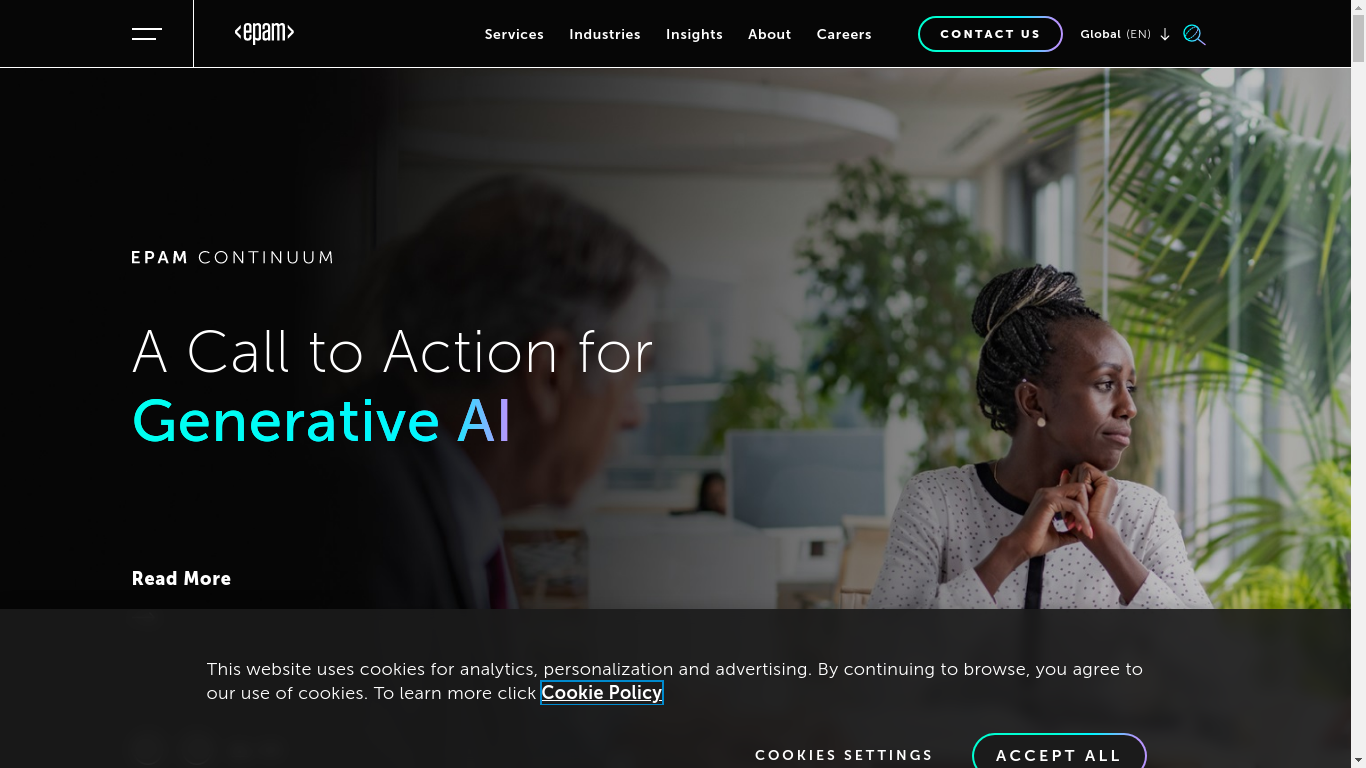 <epam>
Services Industries Insights About Careers CONTACT US Global (EN)
EPAM CONTINUUM
A Call to Action for
Generative AI
Read More
This website uses cookies for analytics, personalization and advertising. By continuing to browse, you agree to
our use of cookies. To learn more click Cookie Policy
COOKIES SETTINGS ACCEPT ALL